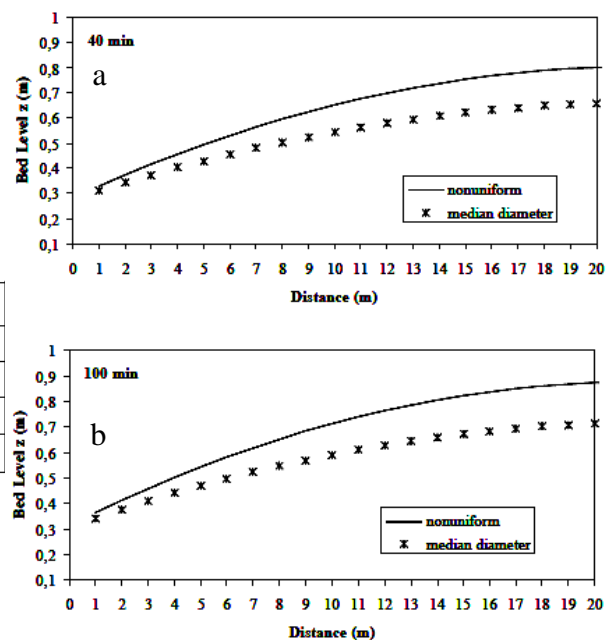 1
0,9
0,8
0,7
0,6
0,5
0,4
0,3
0,2
0,1
Bed Level z (m)
40 min
a
nonuniform
median diameter
0 1 2 3 4 5 6 7 8 9 10 11 12 13 14 15 16 17 18 19 20
Distance (m)
1
0,9
0,8
0,7
0,6
0,5
0,4
0,3
0,2
0,1
Bed Level z (m)
100 min
b
nonuniform
median diameter
0 1 2 3 4 5 6 7 8 9 10 11 12 13 14 15 16 17 18 19 20
Distance (m)